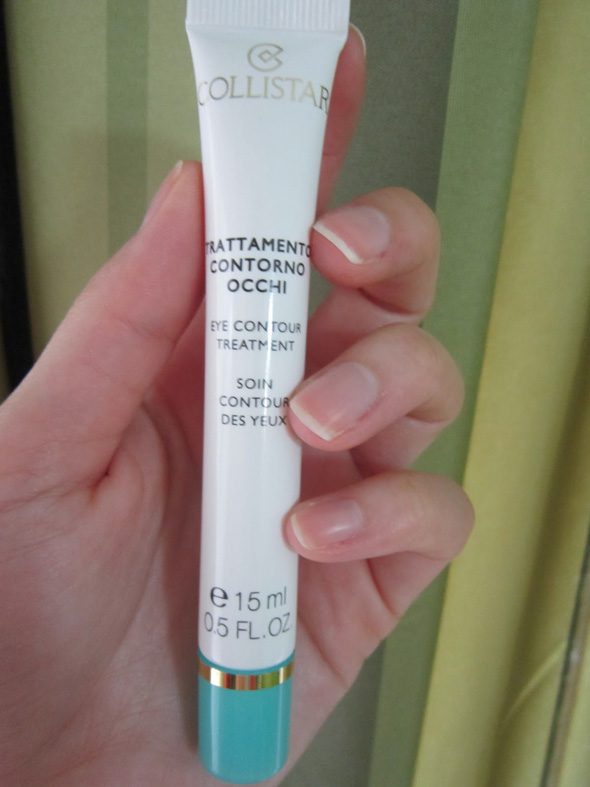 COLLISTAR
TRATTAMENTO
CONTORNO
OCCHI
EYE CONTOUR
TREATMENT
SOIN
CONTOUR
DES YEUX
e 15 ml
0.5 FL.OZ.